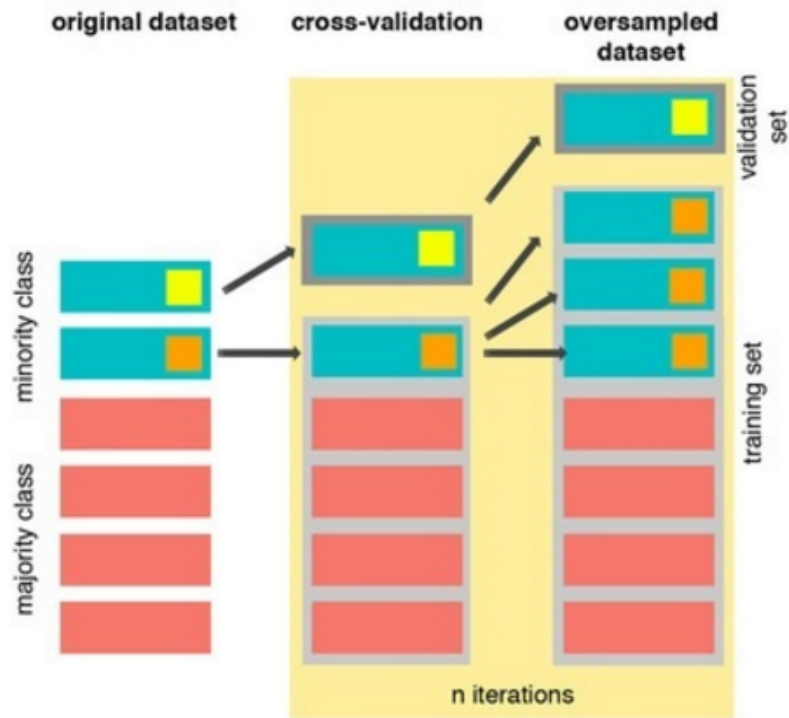 original dataset
cross-validation
oversampled
dataset
validation
set
minority class
majority class
training set
n iterations